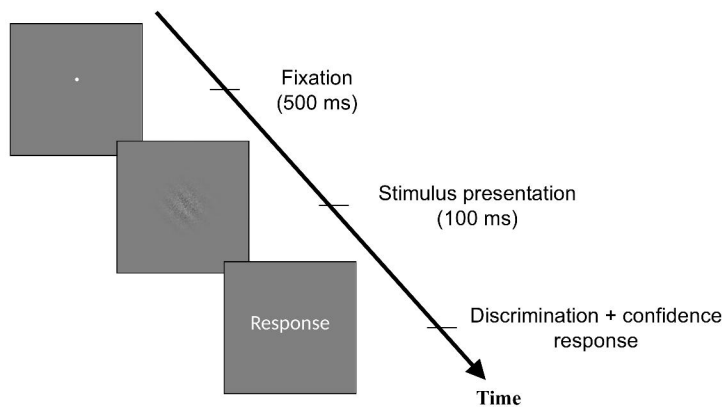 Fixation
(500 ms)
Stimulus presentation
(100 ms)
Response
Discrimination + confidence
response
Time